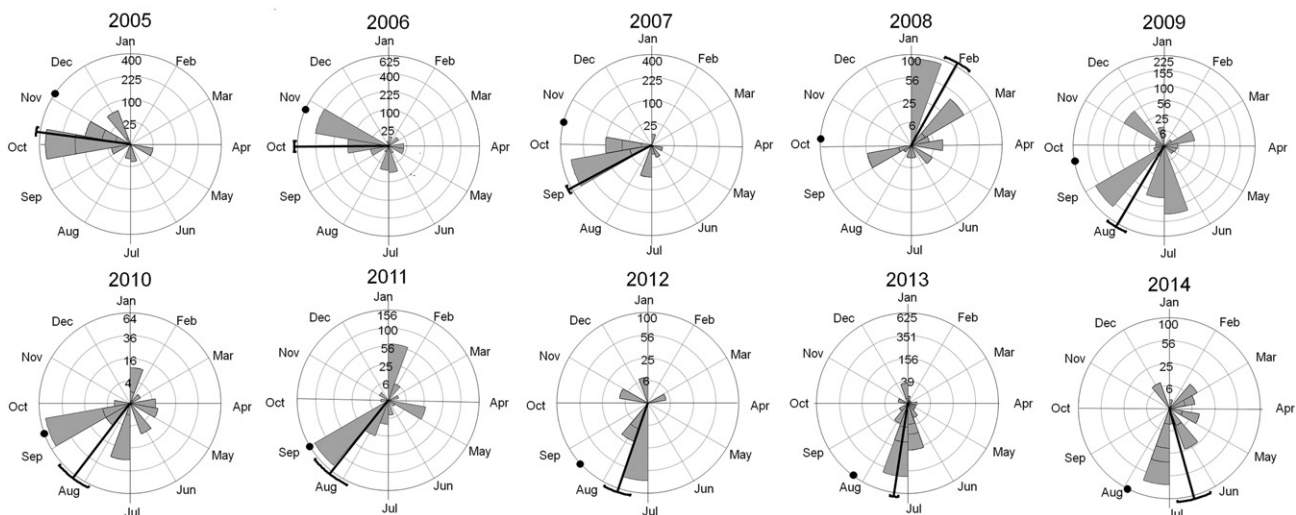 2005
Jan
400
Dec Feb
225
Nov 100 Mar
25
Oct Apr
Sep May
Aug Jun
Jul
2006
Jan
625
Dec 400 Feb
225
Nov 100 Mar
25
Oct Apr
Sep May
Aug Jun
Jul
2007
Jan
400
Dec Feb
225
Nov 100 Mar
25
Oct Apr
Sep May
Aug Jun
Jul
2008
Jan
100
Dec Feb
56
Nov 25 Mar
6
Oct Apr
Sep May
Aug Jun
Jul
2009
Jan
225
Dec 155 Feb
100
Nov 56 Mar
25
6
Oct Apr
Sep May
Aug Jun
Jul
2010
Jan
64
Dec Feb
36
Nov 16 Mar
4
Oct Apr
Sep May
Aug Jun
Jul
2011
Jan
156
Dec 100 Feb
56
Nov 25 Mar
6
Oct Apr
Sep May
Aug Jun
Jul
2012
Jan
100
Dec Feb
56
Nov 25 Mar
6
Oct Apr
Sep May
Aug Jun
Jul
2013
Jan
625
Dec Feb
351
Nov 156 Mar
39
Oct Apr
Sep May
Aug Jun
Jul
2014
Jan
100
Dec Feb
56
Nov 25 Mar
6
Oct Apr
Sep May
Aug Jun
Jul